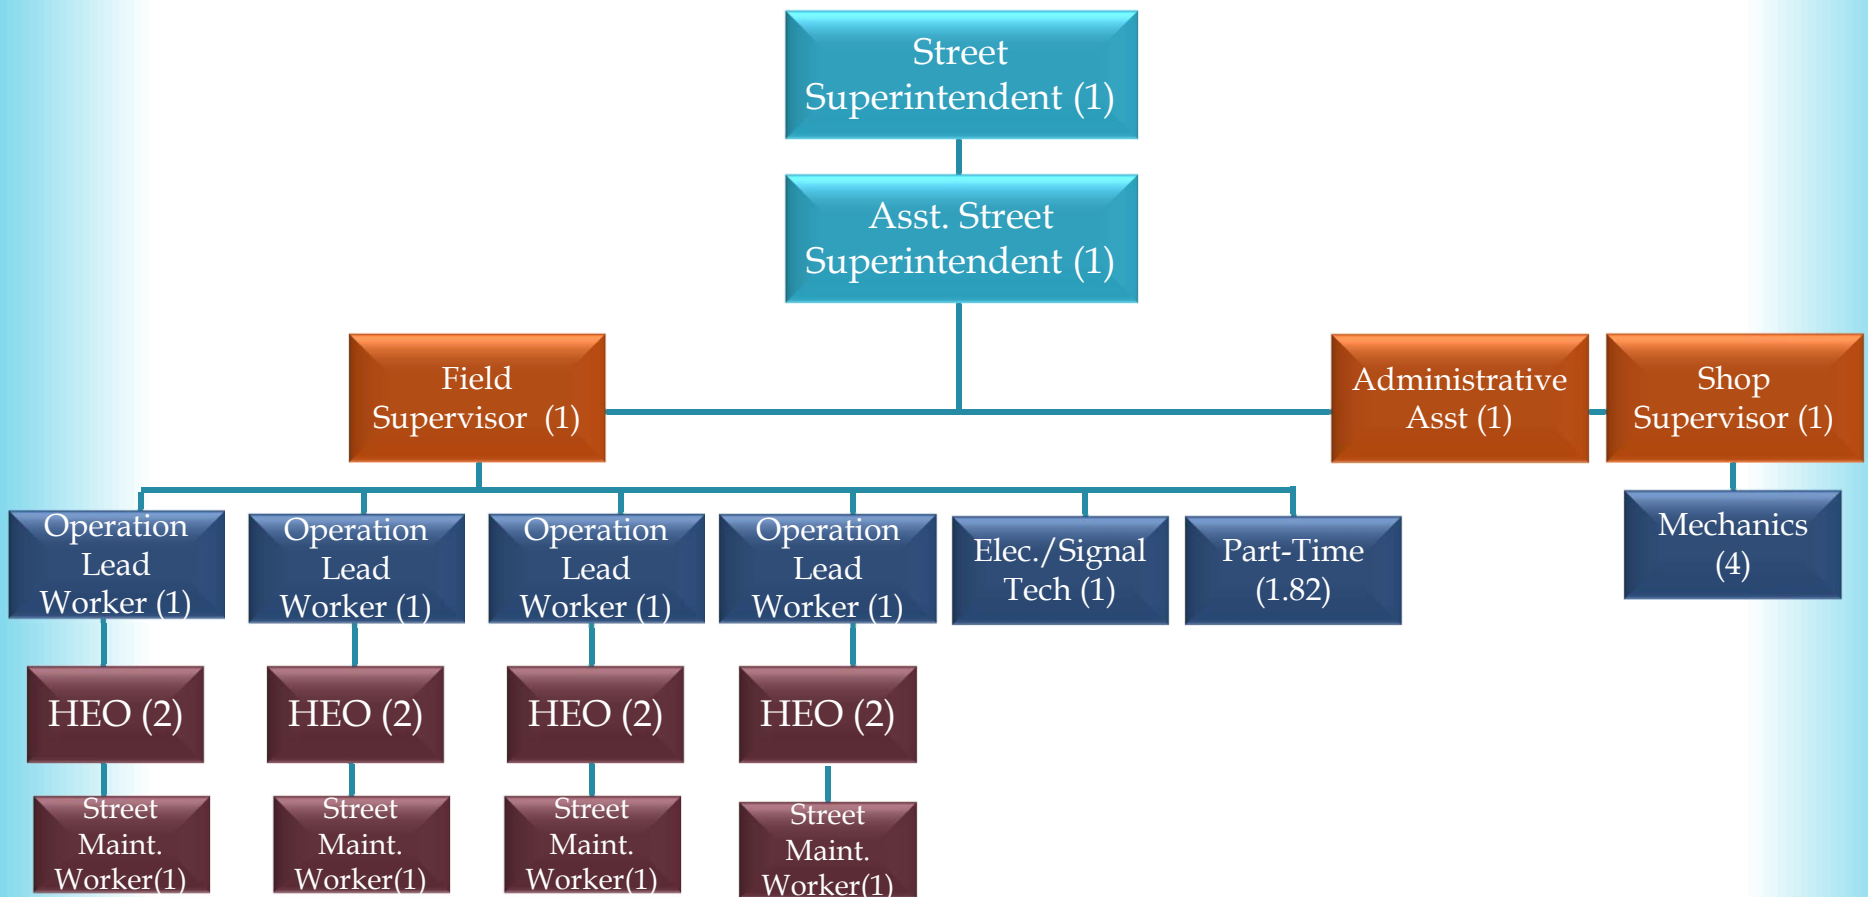 Street
Superintendent (1)
Asst. Street
Superintendent (1)
Field
Supervisor (1)
Administrative
Asst (1)
Shop
Supervisor (1)
Operation
Lead
Worker (1)
Operation
Lead
Worker (1)
Operation
Lead
Worker (1)
Operation
Lead
Worker (1)
Elec./Signal
Tech (1)
Part-Time
(1.82)
Mechanics
(4)
HEO (2)
HEO (2)
HEO (2)
HEO (2)
Street
Maint.
Worker(1)
Street
Maint.
Worker(1)
Street
Maint.
Worker(1)
Street
Maint.
Worker(1)